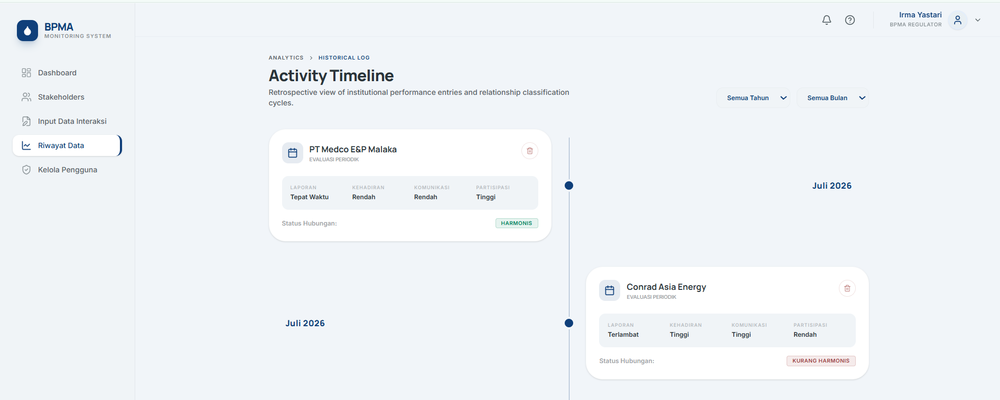 BPMA
MONITORING SYSTEM
Dashboard
Stakeholders
Input Data Interaksi
Riwayat Data
Kelola Pengguna
Irma Yastari
BPMA REGULATOR
ANALYTICS > HISTORICAL LOG
Activity Timeline
Retrospective view of institutional performance entries and relationship classification
cycles.
Semua Tahun
Semua Bulan
PT Medco E&P Malaka
EVALUASI PERIODIK
LAPORAN KEHADIRAN KOMUNIKASI PARTISIPASI
Tepat Waktu Rendah Rendah Tinggi
Status Hubungan: HARMONIS
Juli 2026
Juli 2026
Conrad Asia Energy
EVALUASI PERIODIK
LAPORAN KEHADIRAN KOMUNIKASI PARTISIPASI
Terlambat Tinggi Tinggi Rendah
Status Hubungan: KURANG HARMONIS